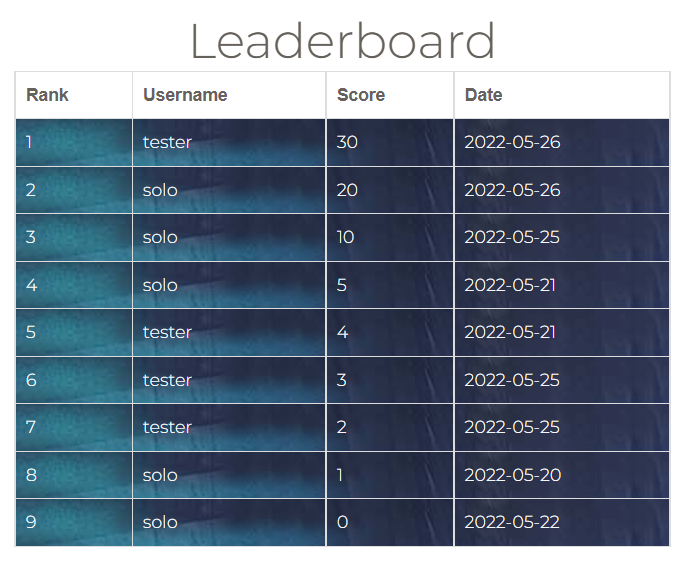 Leaderboard
Rank Username Score Date
1 tester 30 2022-05-26
2 solo 20 2022-05-26
3 solo 10 2022-05-25
4 solo 5 2022-05-21
5 tester 4 2022-05-21
6 tester 3 2022-05-25
7 tester 2 2022-05-25
8 solo 1 2022-05-20
9 solo 0 2022-05-22